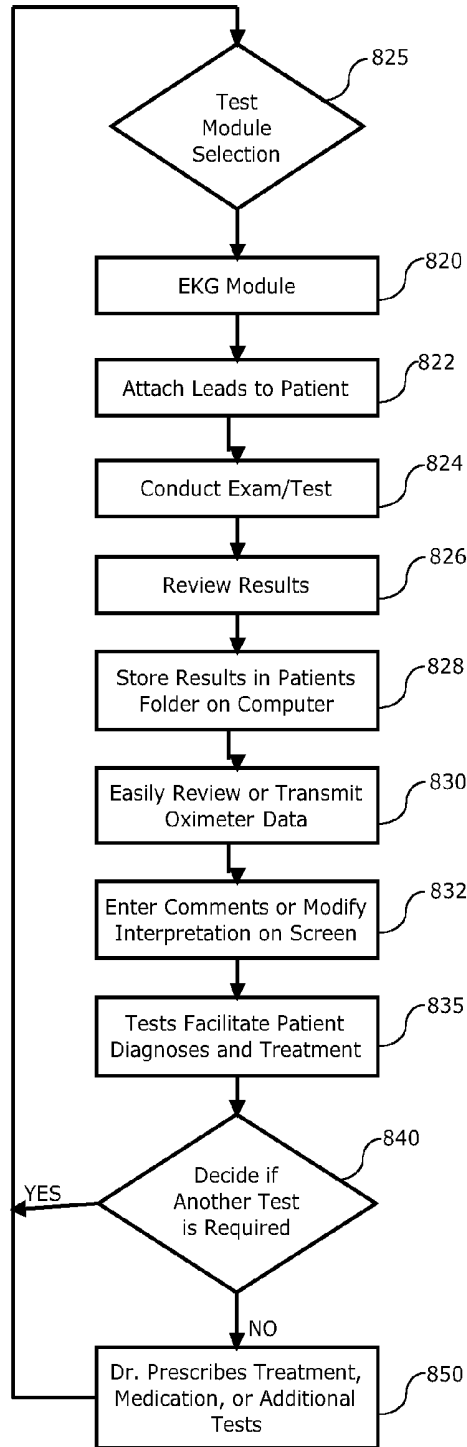 825
Test
Module
Selection
820
EKG Module
822
Attach Leads to Patient
824
Conduct Exam/Test
826
Review Results
828
Store Results in Patients
Folder on Computer
830
Easily Review or Transmit
Oximeter Data
832
Enter Comments or Modify
Interpretation on Screen
835
Tests Facilitate Patient
Diagnoses and Treatment
840
Decide if
Another Test
is Required
YES
NO
Dr. Prescribes Treatment,
Medication, or Additional
Tests
850